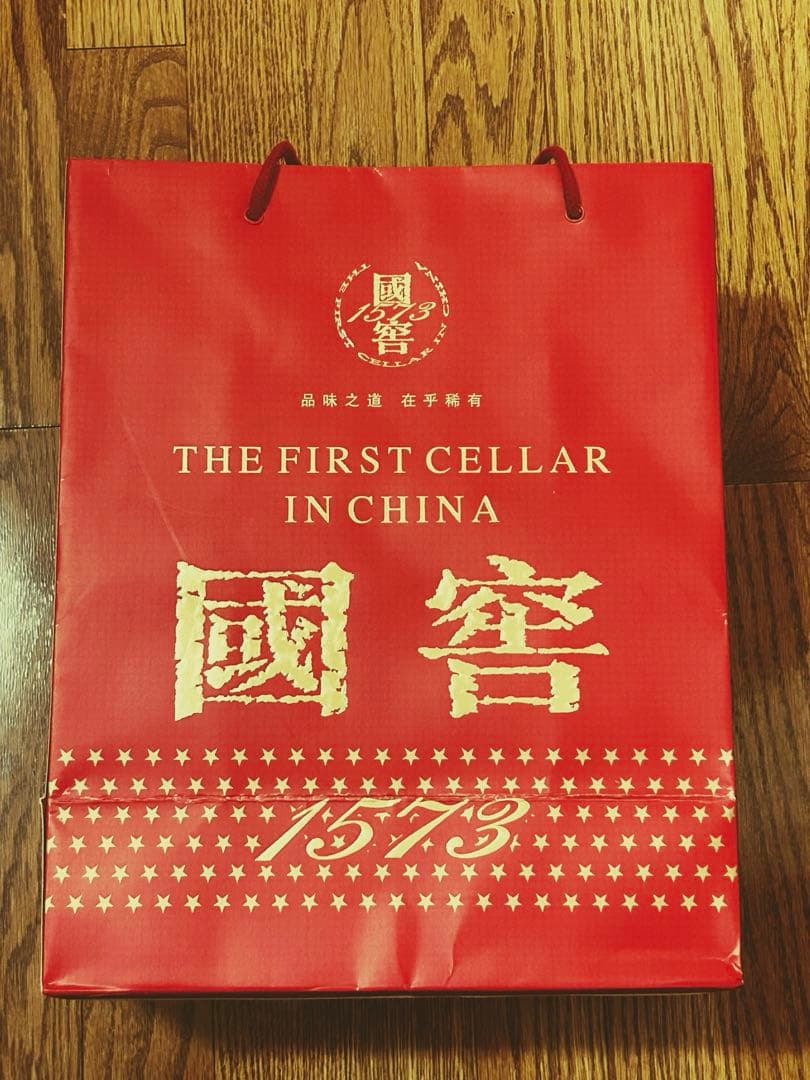 國
1573
窖
THE FIRST CELLAR IN CHINA
品味之道 在乎稀有
THE FIRST CELLAR
IN CHINA
國窖
1573